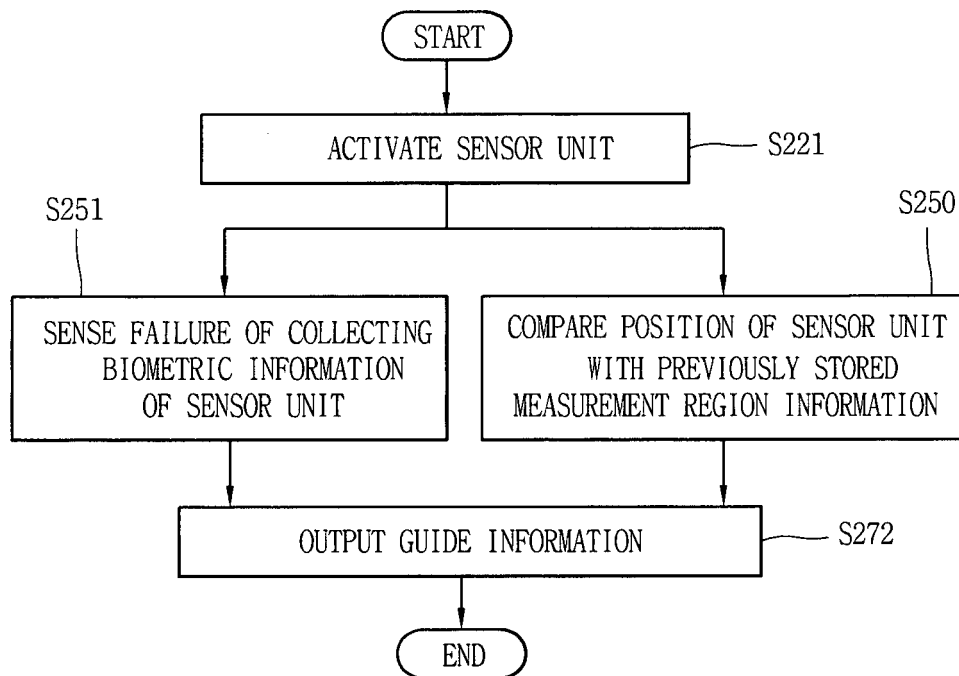 START
ACTIVATE SENSOR UNIT
S221
S251
S250
SENSE FAILURE OF COLLECTING
BIOMETRIC INFORMATION
OF SENSOR UNIT
COMPARE POSITION OF SENSOR UNIT
WITH PREVIOUSLY STORED
MEASUREMENT REGION INFORMATION
OUTPUT GUIDE INFORMATION
S272
END